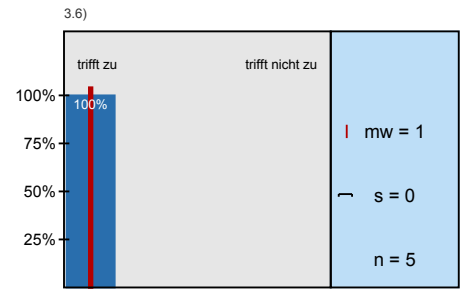 3.6)
trifft zu
trifft nicht zu
100%
100%
75%
50%
25%
mw = 1
s = 0
n = 5